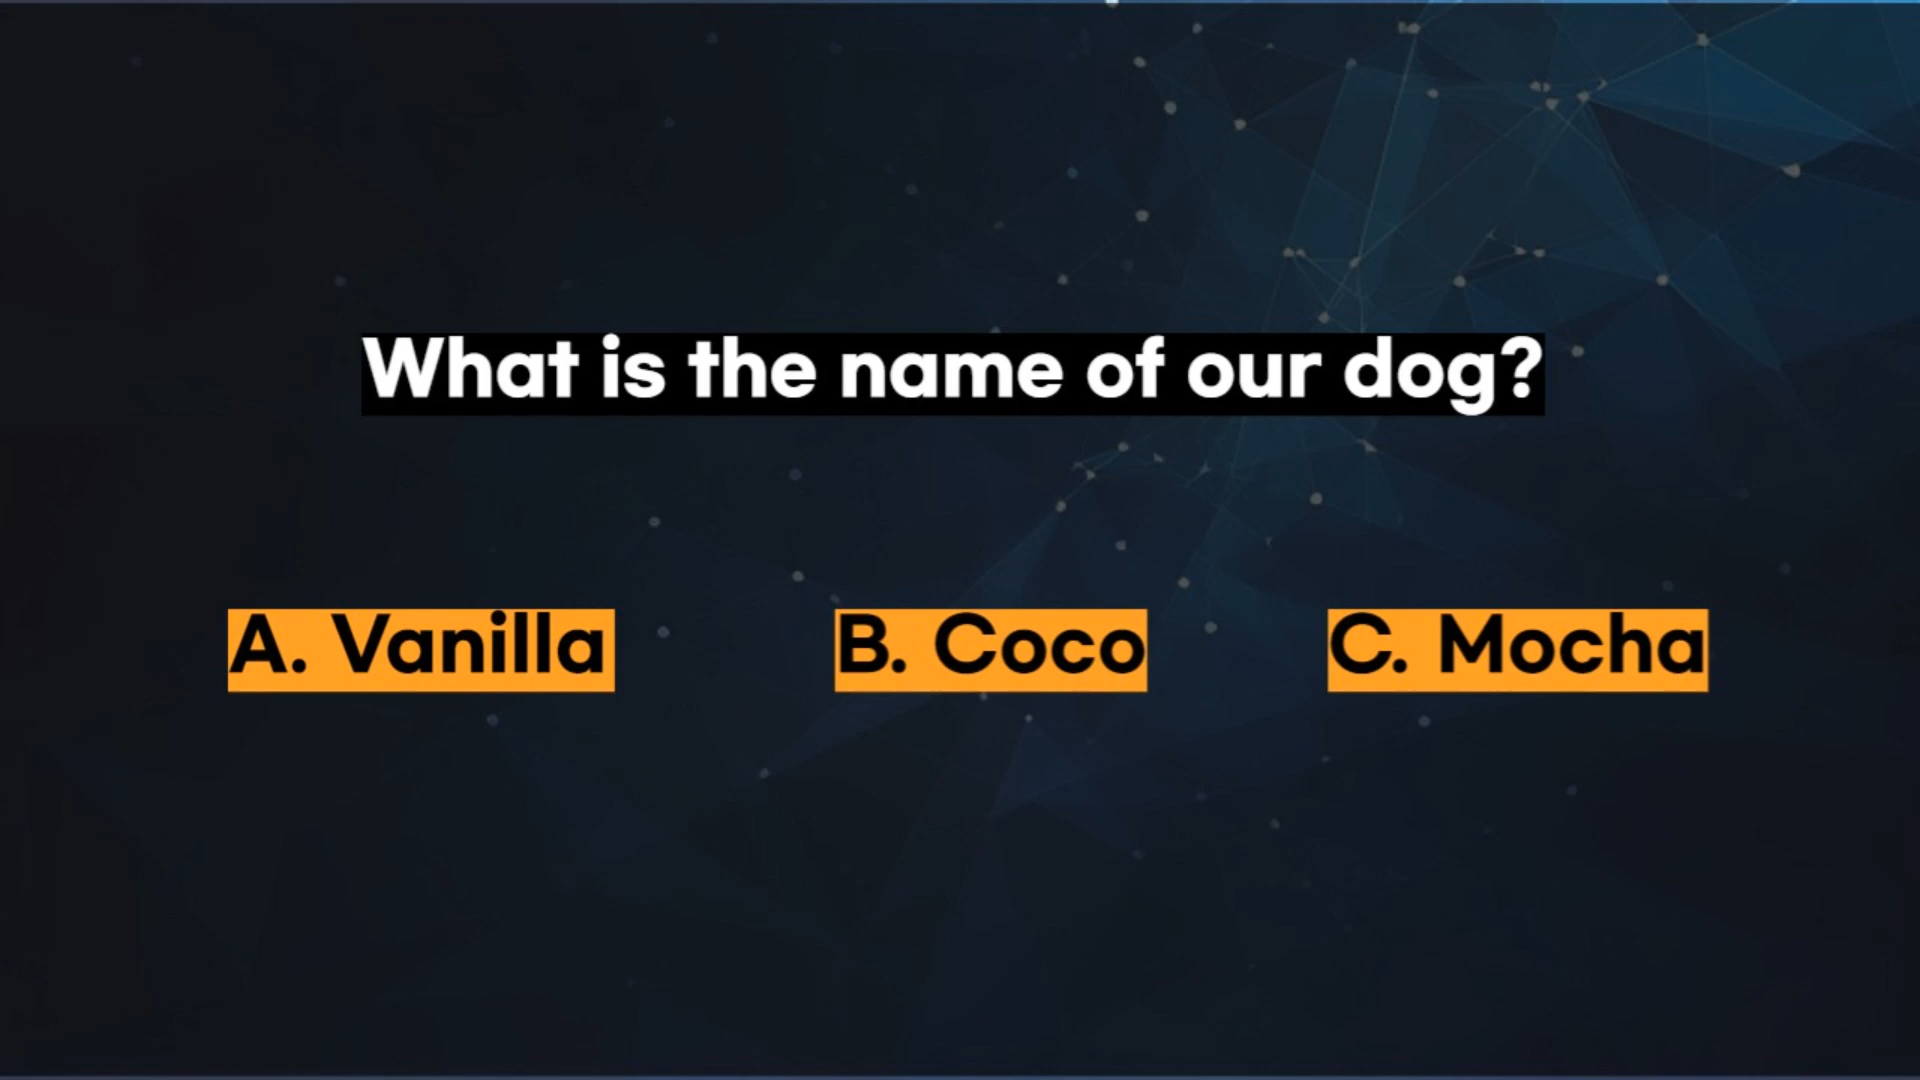 What is the name of our dog?
A. Vanilla B. Coco C. Mocha